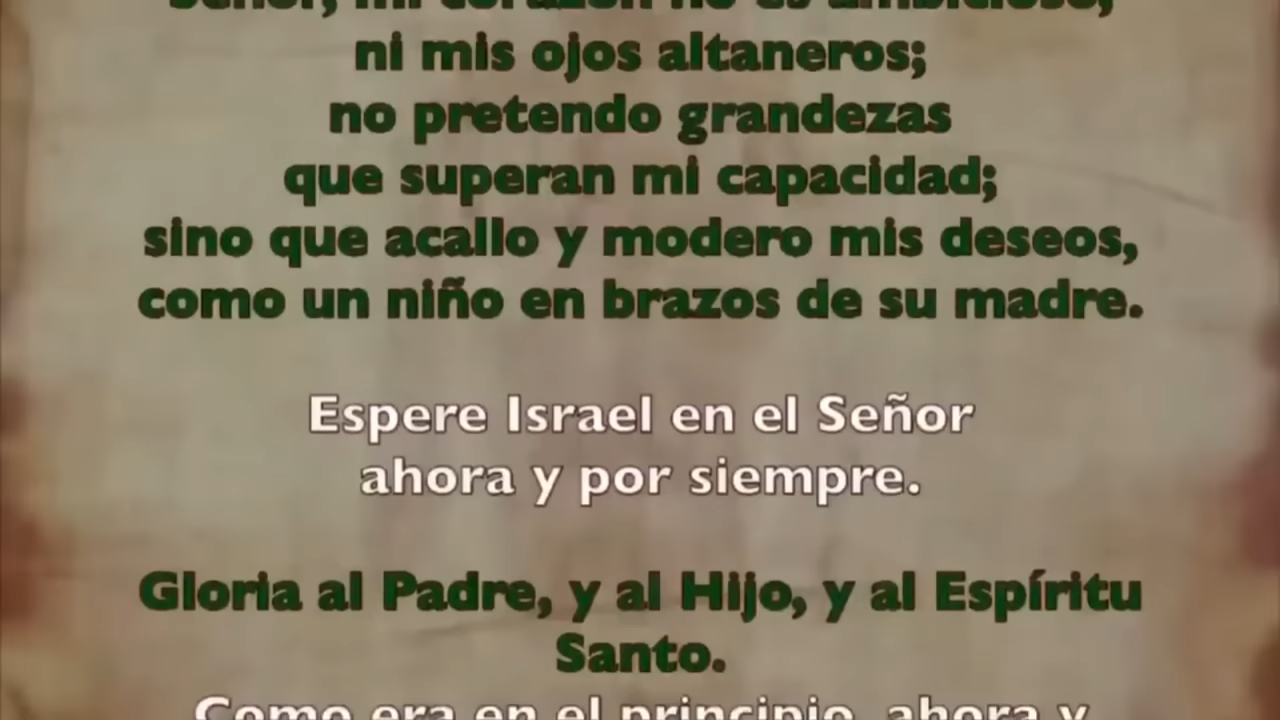 Señor, mi corazón no es ambicioso,
ni mis ojos altaneros;
no pretendo grandezas
que superan mi capacidad;
sino que acallo y modero mis deseos,
como un niño en brazos de su madre.
Espere Israel en el Señor
ahora y por siempre.
Gloria al Padre, y al Hijo, y al Espíritu
Santo.
Como era en el principio, ahora y